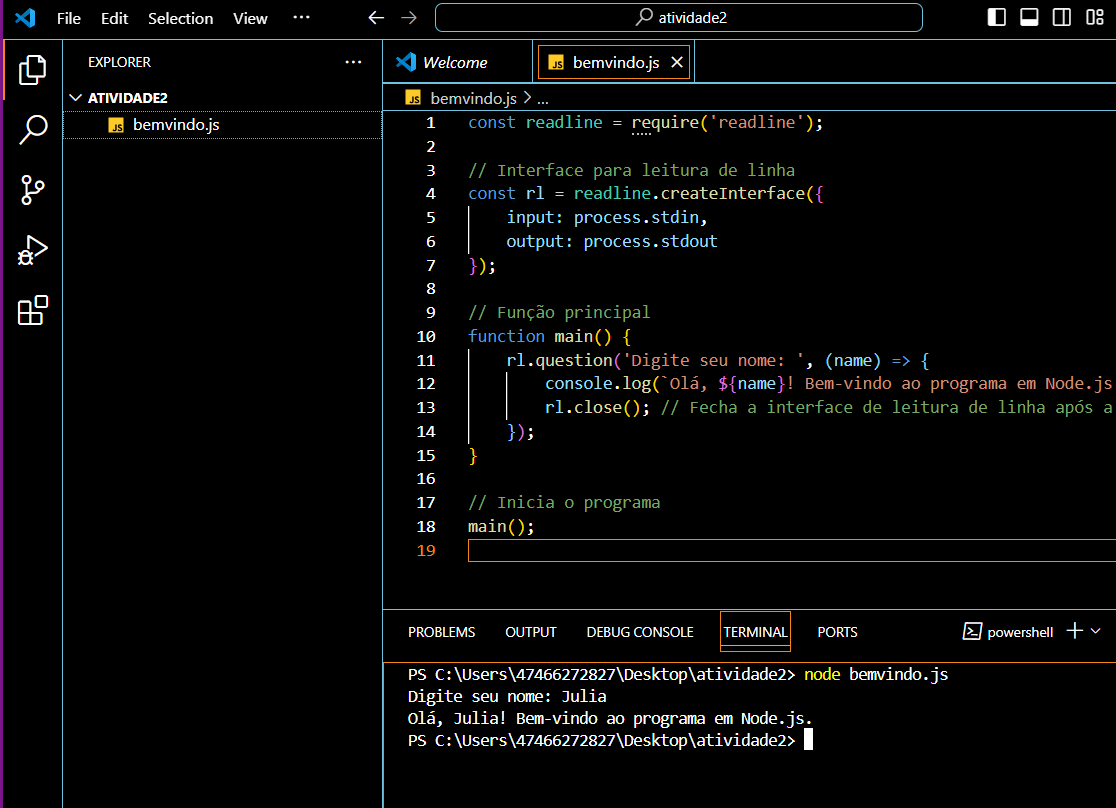 File Edit Selection View ··· atividade2
EXPLORER ···
ATIVIDADE2
JS bemvindo.js
Welcome JS bemvindo.js
JS bemvindo.js > ...
1 const readline = require('readline');
2
3 // Interface para leitura de linha
4 const rl = readline.createInterface({
5     input: process.stdin,
6     output: process.stdout
7 });
8
9 // Função principal
10 function main() {
11     rl.question('Digite seu nome: ', (name) => {
12         console.log(`Olá, ${name}! Bem-vindo ao programa em Node.js
13         rl.close(); // Fecha a interface de leitura de linha após a
14     });
15 }
16
17 // Inicia o programa
18 main();
19
PROBLEMS OUTPUT DEBUG CONSOLE TERMINAL PORTS powershell
PS C:\Users\47466272827\Desktop\atividade2> node bemvindo.js
Digite seu nome: Julia
Olá, Julia! Bem-vindo ao programa em Node.js.
PS C:\Users\47466272827\Desktop\atividade2>